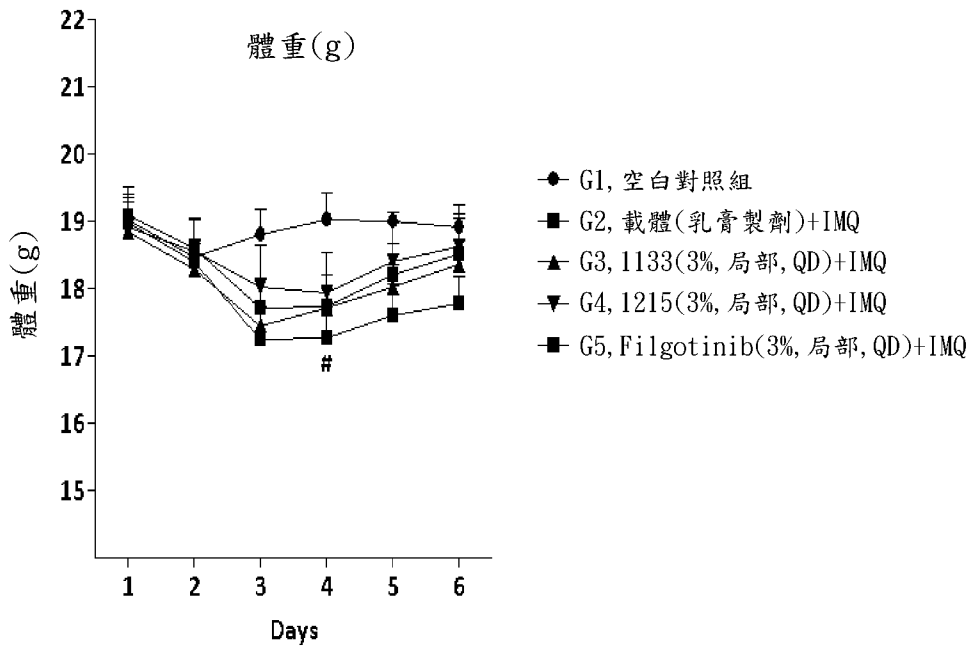 體重(g)
體重(g)
22
21
20
19
18
17
16
15
#
1 2 3 4 5 6
Days
G1,空白對照組
G2,載體(乳膏製劑)+IMQ
G3,1133(3%,局部,QD)+IMQ
G4,1215(3%,局部,QD)+IMQ
G5,Filgotinib(3%,局部,QD)+IMQ